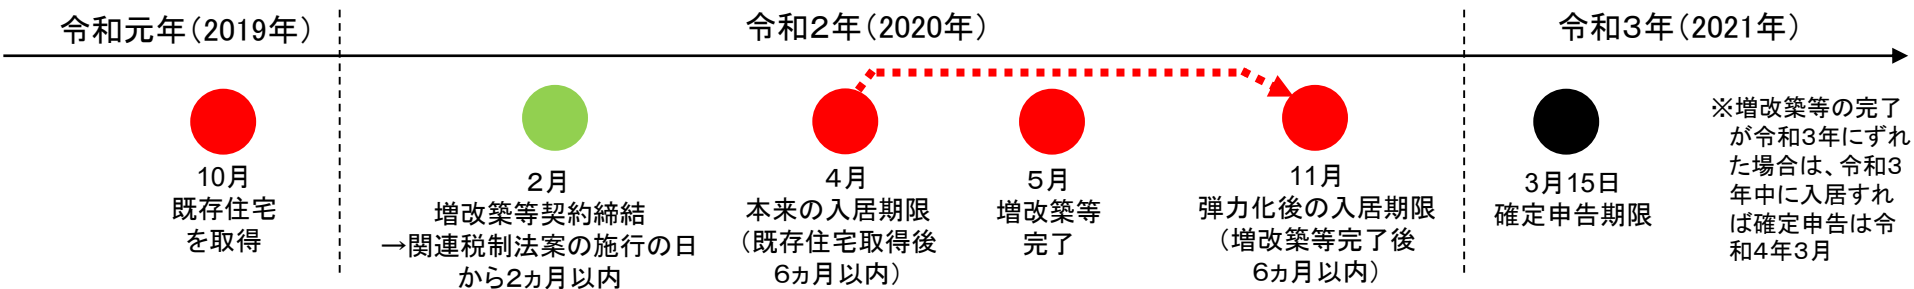 令和元年（2019年）
令和２年（2020年）
令和３年（2021年）
10月
既存住宅
を取得
２月
増改築等契約締結
→関連税制法案の施行の日
から２ヵ月以内
４月
本来の入居期限
（既存住宅取得後
６ヵ月以内）
５月
増改築等
完了
11月
弾力化後の入居期限
（増改築等完了後
６ヵ月以内）
３月15日
確定申告期限
※増改築等の完了
が令和３年にずれ
た場合は、令和３
年中に入居すれ
ば確定申告は令
和４年３月